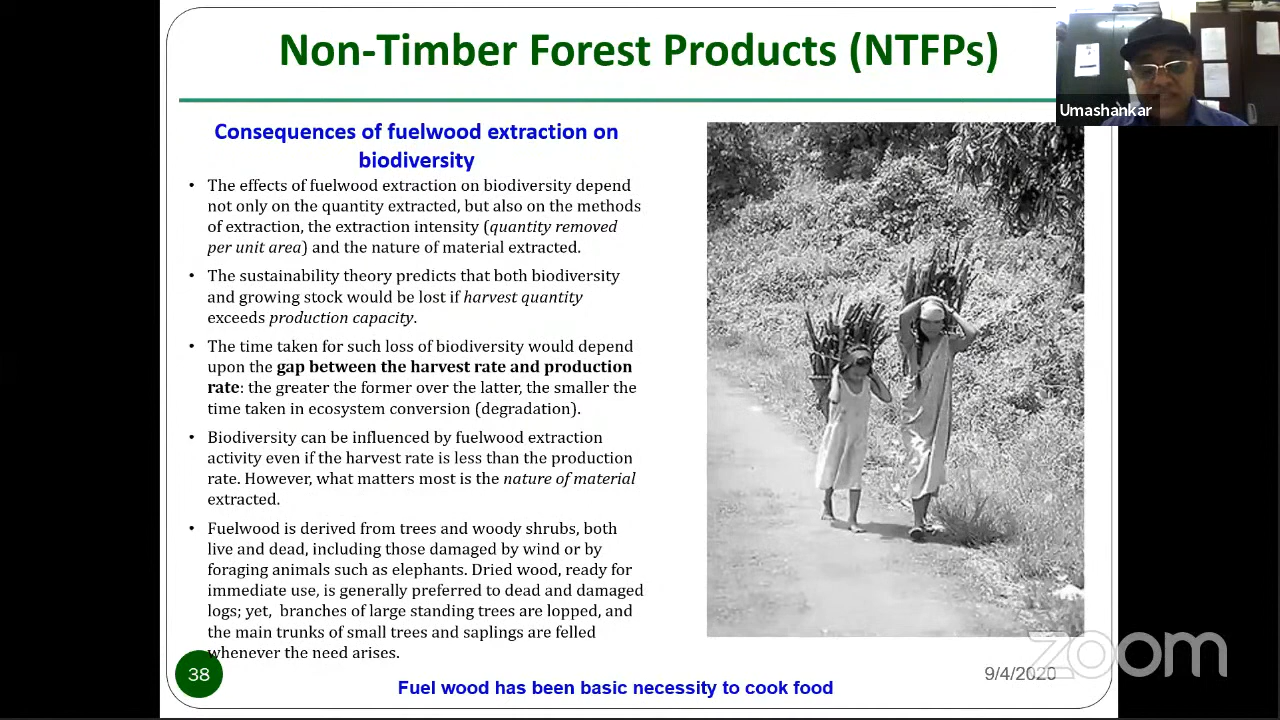 Non-Timber Forest Products (NTFPs)
Umashankar
Consequences of fuelwood extraction on
biodiversity
• The effects of fuelwood extraction on biodiversity depend
not only on the quantity extracted, but also on the methods
of extraction, the extraction intensity (quantity removed
per unit area) and the nature of material extracted.
• The sustainability theory predicts that both biodiversity
and growing stock would be lost if harvest quantity
exceeds production capacity.
• The time taken for such loss of biodiversity would depend
upon the gap between the harvest rate and production
rate: the greater the former over the latter, the smaller the
time taken in ecosystem conversion (degradation).
• Biodiversity can be influenced by fuelwood extraction
activity even if the harvest rate is less than the production
rate. However, what matters most is the nature of material
extracted.
• Fuelwood is derived from trees and woody shrubs, both
live and dead, including those damaged by wind or by
foraging animals such as elephants. Dried wood, ready for
immediate use, is generally preferred to dead and damaged
logs; yet, branches of large standing trees are lopped, and
the main trunks of small trees and saplings are felled
whenever the need arises.
38
Fuel wood has been basic necessity to cook food
9/4/2020
zoom